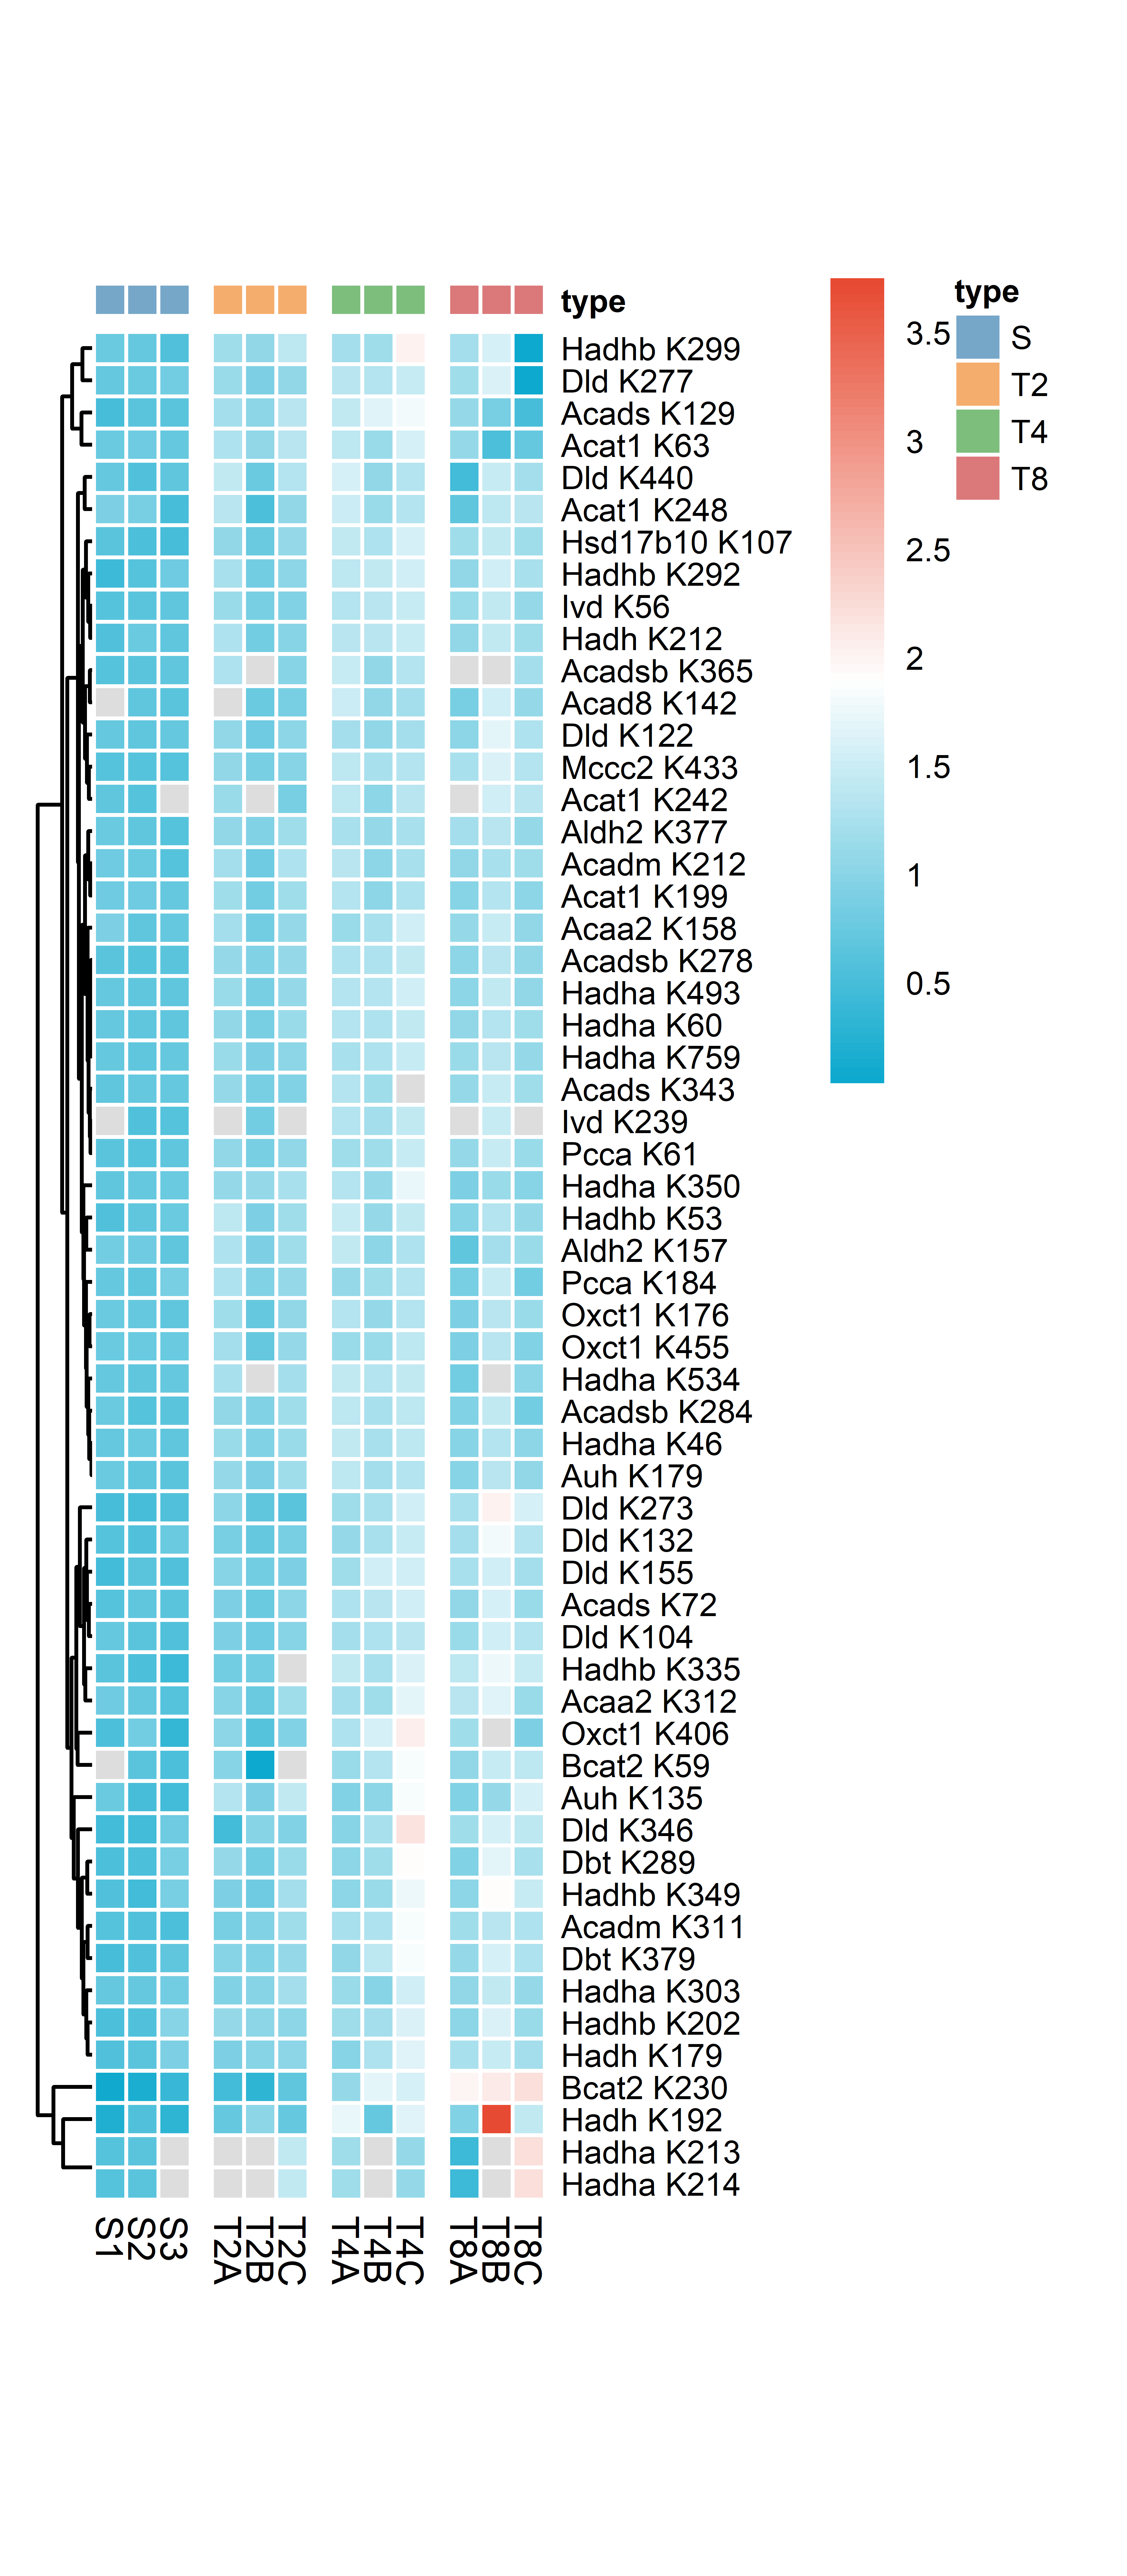 type
Hadhb K299
Dld K277
Acads K129
Acat1 K63
Dld K440
Acat1 K248
Hsd17b10 K107
Hadhb K292
Ivd K56
Hadh K212
Acadsb K365
Acad8 K142
Dld K122
Mccc2 K433
Acat1 K242
Aldh2 K377
Acadm K212
Acat1 K199
Acaa2 K158
Acadsb K278
Hadha K493
Hadha K60
Hadha K759
Acads K343
Ivd K239
Pcca K61
Hadha K350
Hadhb K53
Aldh2 K157
Pcca K184
Oxct1 K176
Oxct1 K455
Hadha K534
Acadsb K284
Hadha K46
Auh K179
Dld K273
Dld K132
Dld K155
Acads K72
Dld K104
Hadhb K335
Acaa2 K312
Oxct1 K406
Bcat2 K59
Auh K135
Dld K346
Dbt K289
Hadhb K349
Acadm K311
Dbt K379
Hadha K303
Hadhb K202
Hadh K179
Bcat2 K230
Hadh K192
Hadha K213
Hadha K214
S1
S2
S3
T2A
T2B
T2C
T4A
T4B
T4C
T8A
T8B
T8C
3.5
3
2.5
2
1.5
1
0.5
type
S
T2
T4
T8